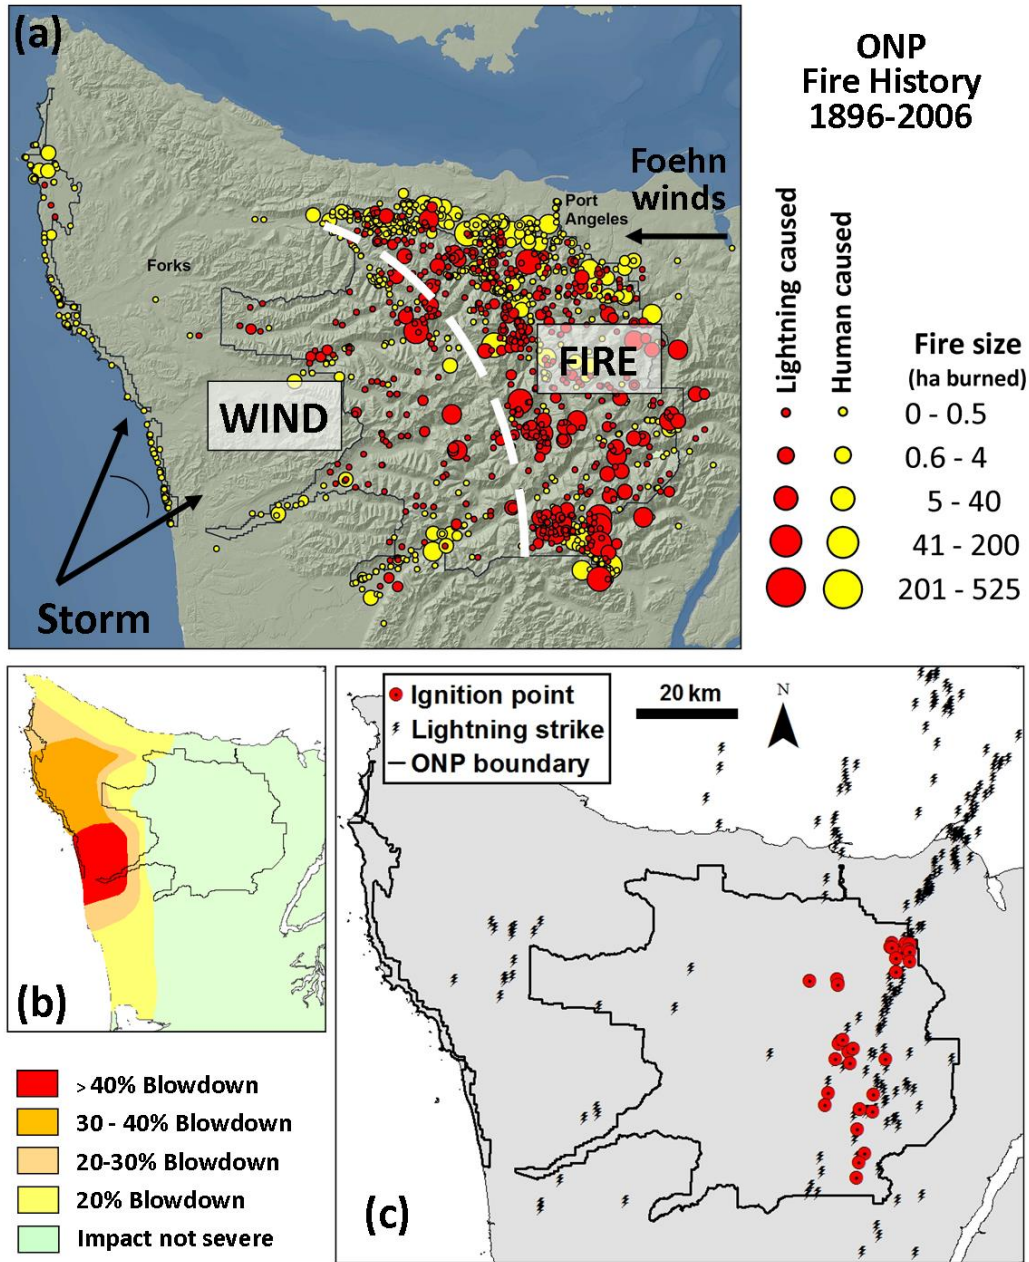 (a)
ONP
Fire History
1896-2006
Foehn
winds
Port
Angeles
Forks
FIRE
WIND
Storm
Lightning caused
Human caused
Fire size
(ha burned)
0 - 0.5
0.6 - 4
5 - 40
41 - 200
201 - 525
(b)
>40% Blowdown
30 - 40% Blowdown
20-30% Blowdown
20% Blowdown
Impact not severe
Ignition point
Lightning strike
ONP boundary
20 km
N
(c)